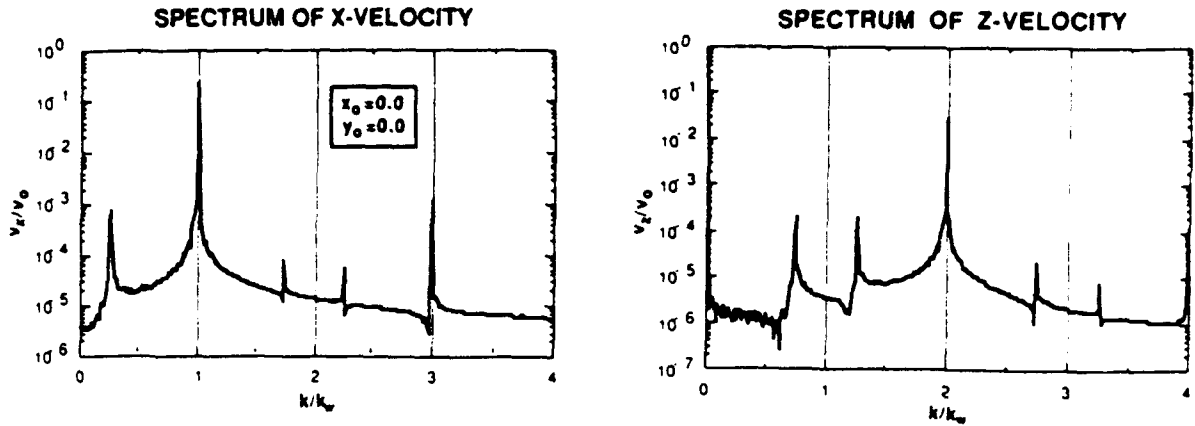 SPECTRUM OF X-VELOCITY
10⁰
10⁻¹
10⁻²
10⁻³
10⁻⁴
10⁻⁵
10⁻⁶
vₓ/v₀
x₀=0.0
y₀=0.0
0 1 2 3 4
k/k_w
SPECTRUM OF Z-VELOCITY
10⁰
10⁻¹
10⁻²
10⁻³
10⁻⁴
10⁻⁵
10⁻⁶
10⁻⁷
v_z/v₀
0 1 2 3 4
k/k_w